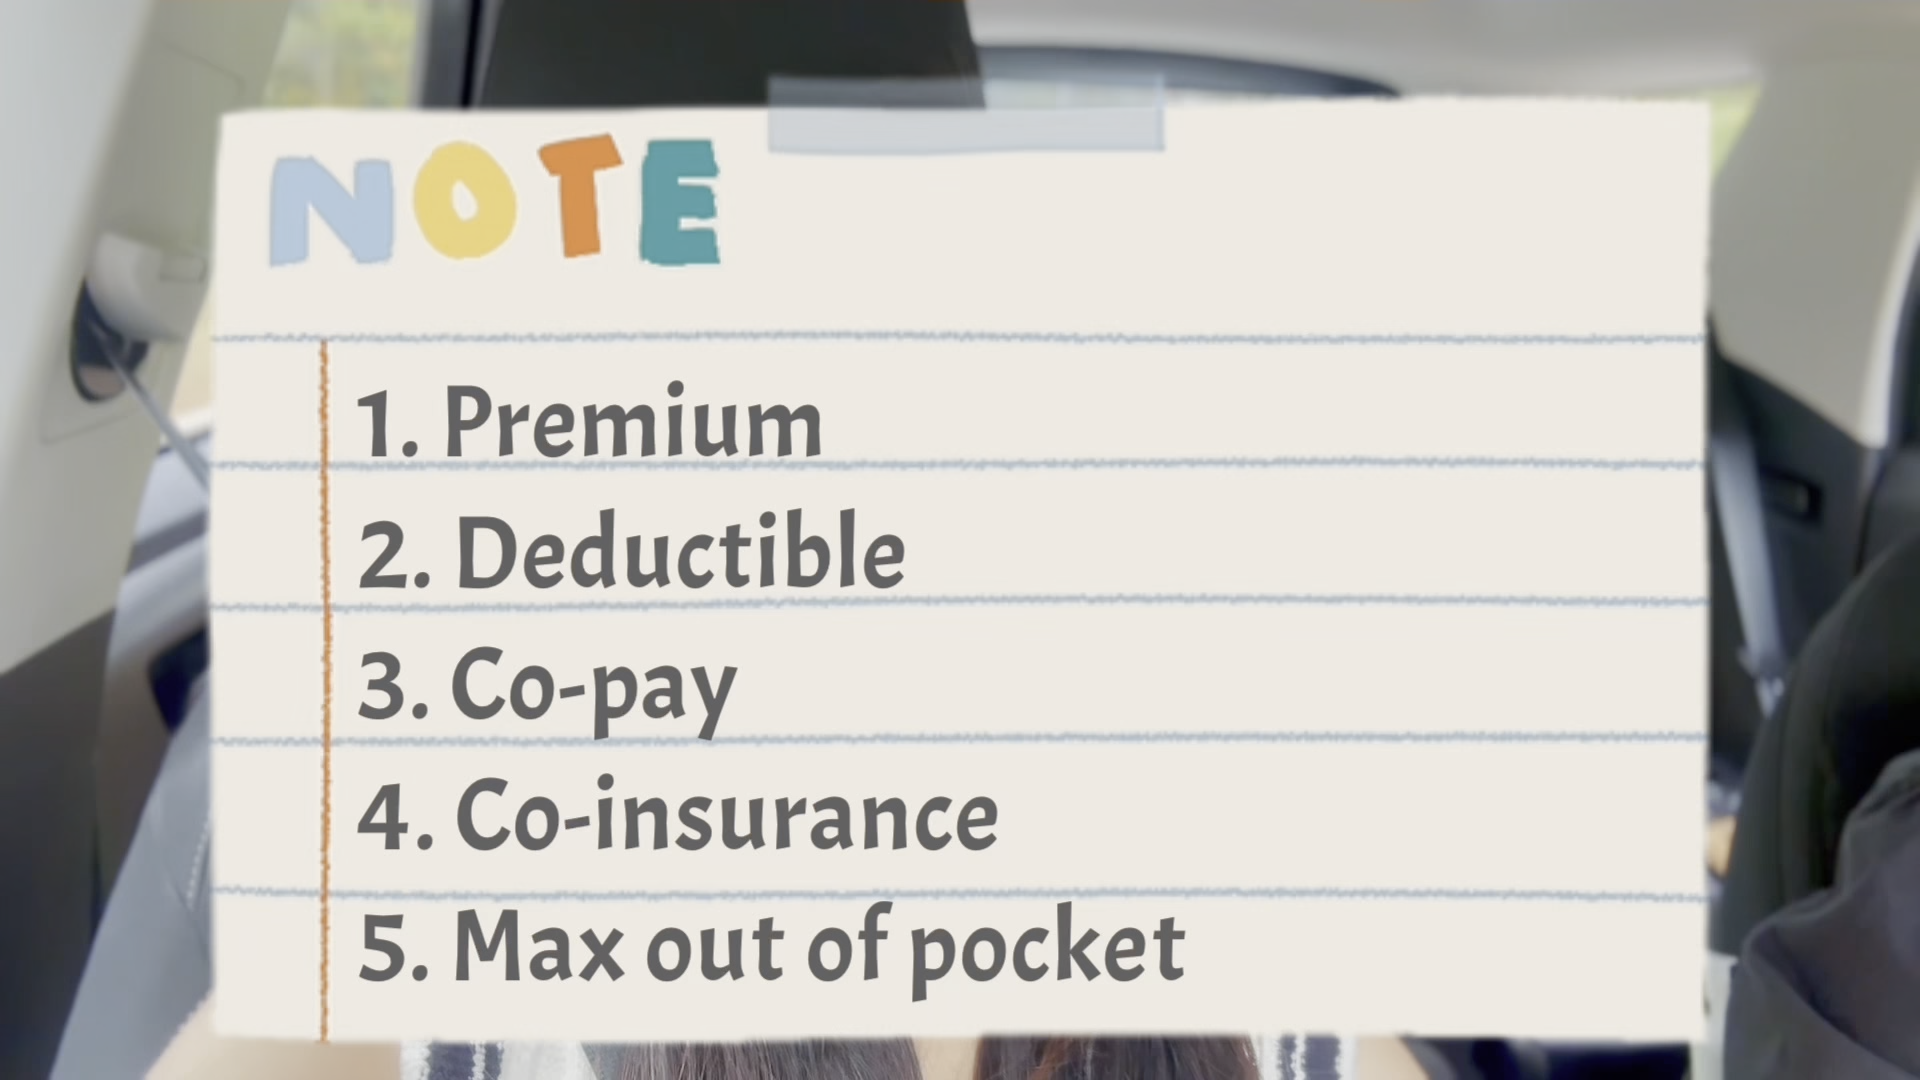 NOTE
1. Premium
2. Deductible
3. Co-pay
4. Co-insurance
5. Max out of pocket